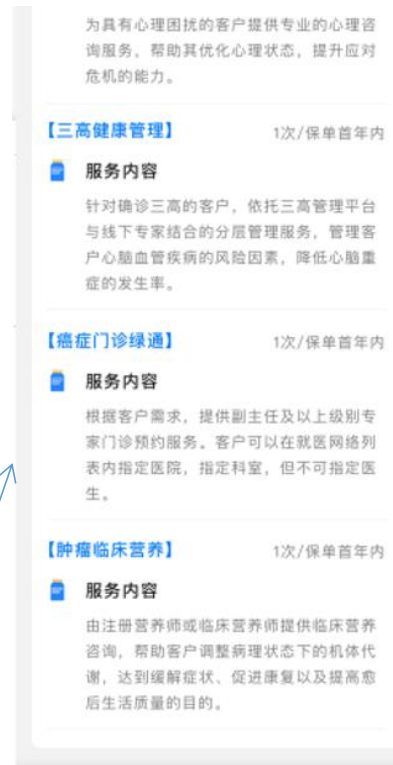 为具有心理困扰的客户提供专业的心理咨
询服务，帮助其优化心理状态，提升应对
危机的能力。
【三高健康管理】 1次/保单首年内
服务内容
针对确诊三高的客户，依托三高管理平台
与线下专家结合的分层管理服务，管理客
户心脑血管疾病的风险因素，降低心脑重
症的发生率。
【癌症门诊绿通】 1次/保单首年内
服务内容
根据客户需求，提供副主任及以上级别专
家门诊预约服务。客户可以在就医网络列
表内指定医院，指定科室，但不可指定医
生。
【肿瘤临床营养】 1次/保单首年内
服务内容
由注册营养师或临床营养师提供临床营养
咨询，帮助客户调整病理状态下的机体代
谢，达到缓解症状、促进康复以及提高愈
后生活质量的目的。